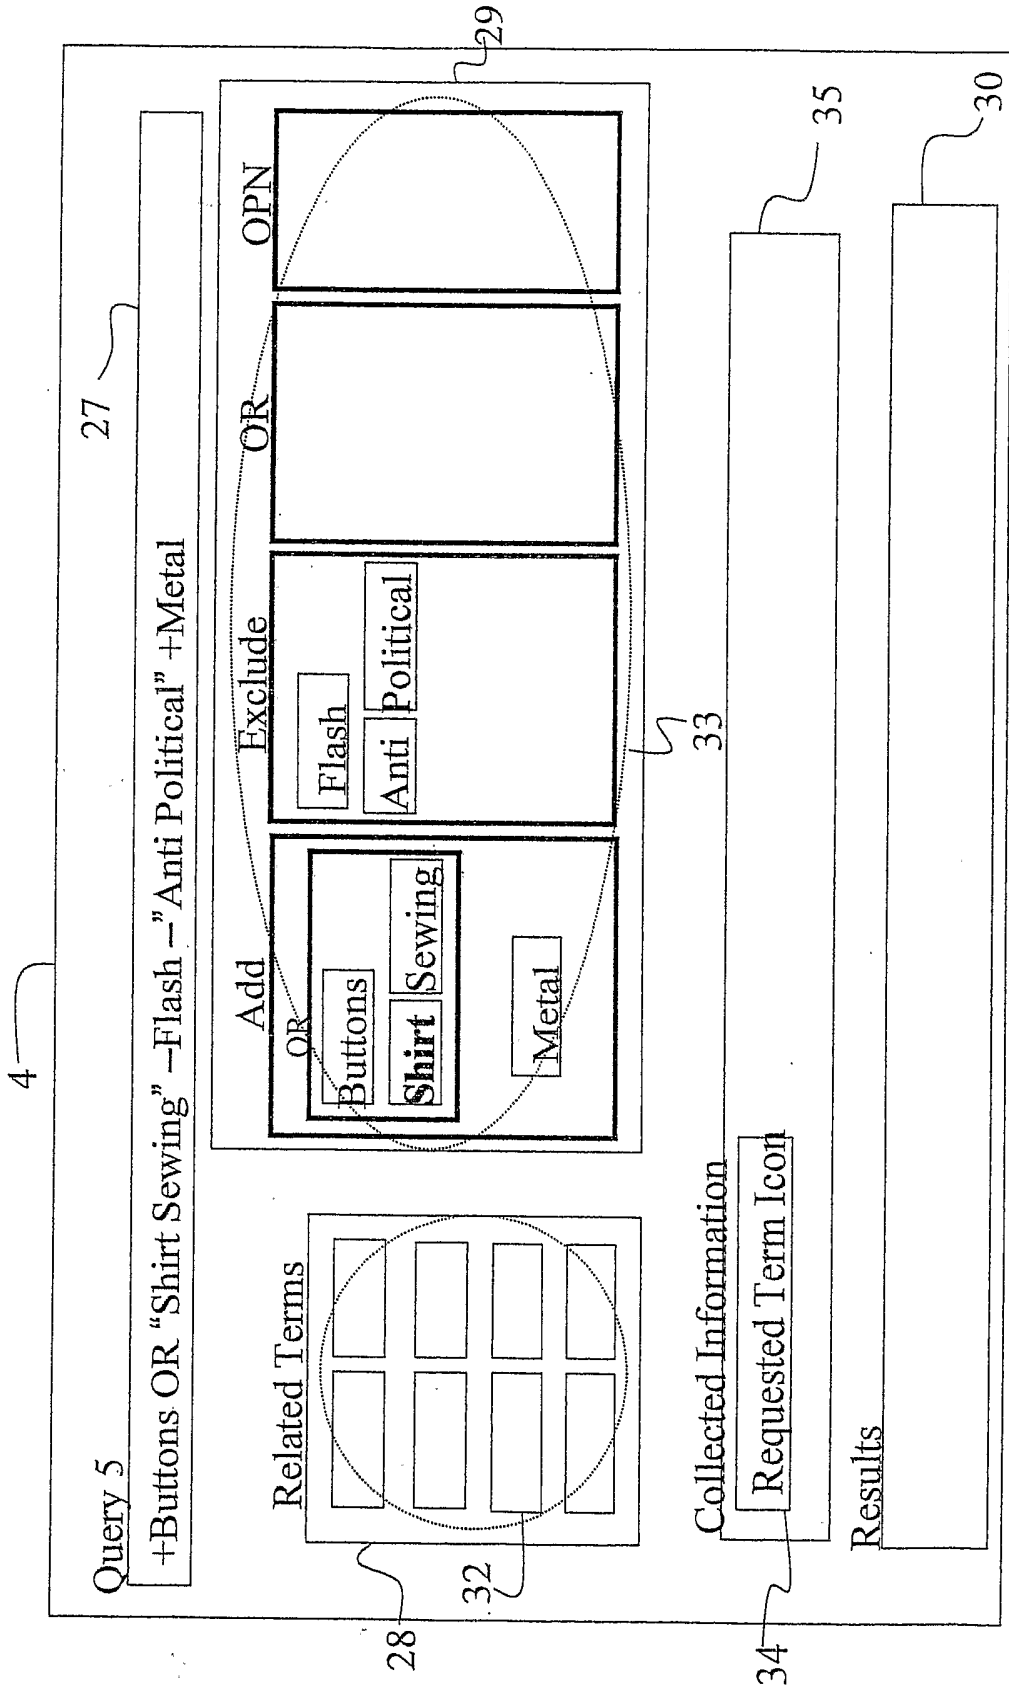 4
Query 5
27
+Buttons OR “Shirt Sewing” –Flash –”Anti Political” +Metal
29
Related Terms
28
32
Add
Exclude
OR
OPN
OR
Buttons
Shirt
Sewing
Metal
Flash
Anti
Political
33
Collected Information
35
Requested Term Icon
34
Results
30